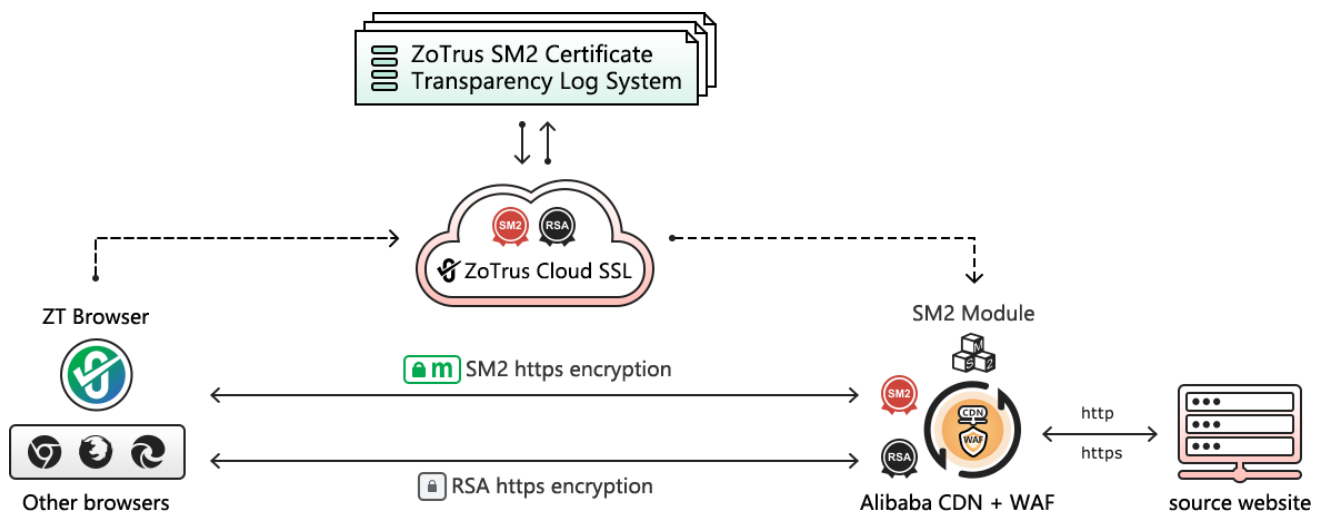 ZoTrus SM2 Certificate
Transparency Log System
SM2
RSA
ZoTrus Cloud SSL
ZT Browser
SM2 Module
M
S
2
m
SM2 https encryption
SM2
CDN
WAF
http
https
RSA
RSA https encryption
Other browsers
Alibaba CDN + WAF
source website